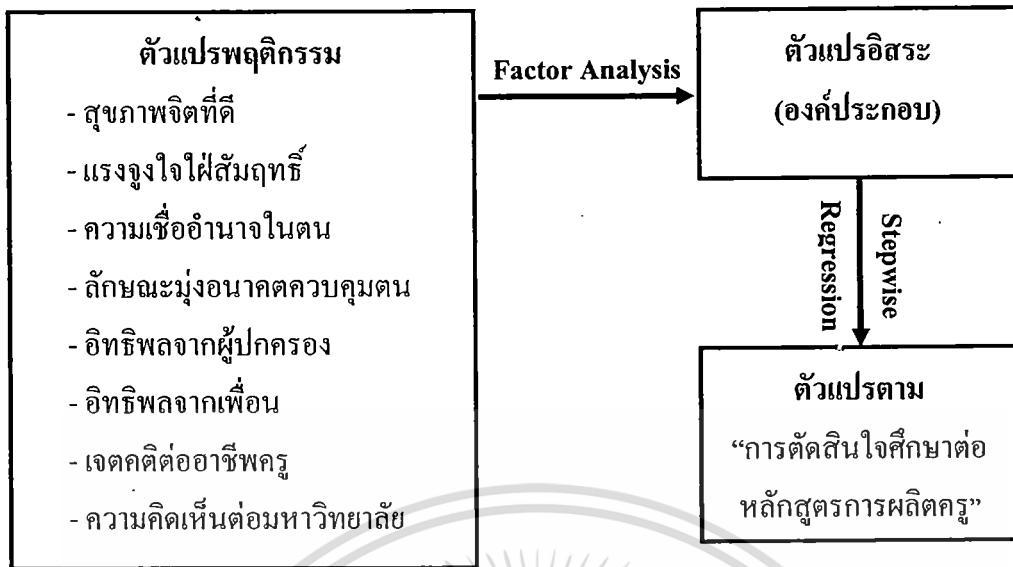 ตัวแปรพฤติกรรม
- สุขภาพจิตที่ดี
- แรงจูงใจใฝ่สัมฤทธิ์
- ความเชื่ออำนาจในตน
- ลักษณะมุ่งอนาคตควบคุมตน
- อิทธิพลจากผู้ปกครอง
- อิทธิพลจากเพื่อน
- เจตคติต่ออาชีพครู
- ความคิดเห็นต่อมหาวิทยาลัย
Factor Analysis
ตัวแปรอิสระ
(องค์ประกอบ)
Stepwise
Regression
ตัวแปรตาม
“การตัดสินใจศึกษาต่อ
หลักสูตรการผลิตครู”